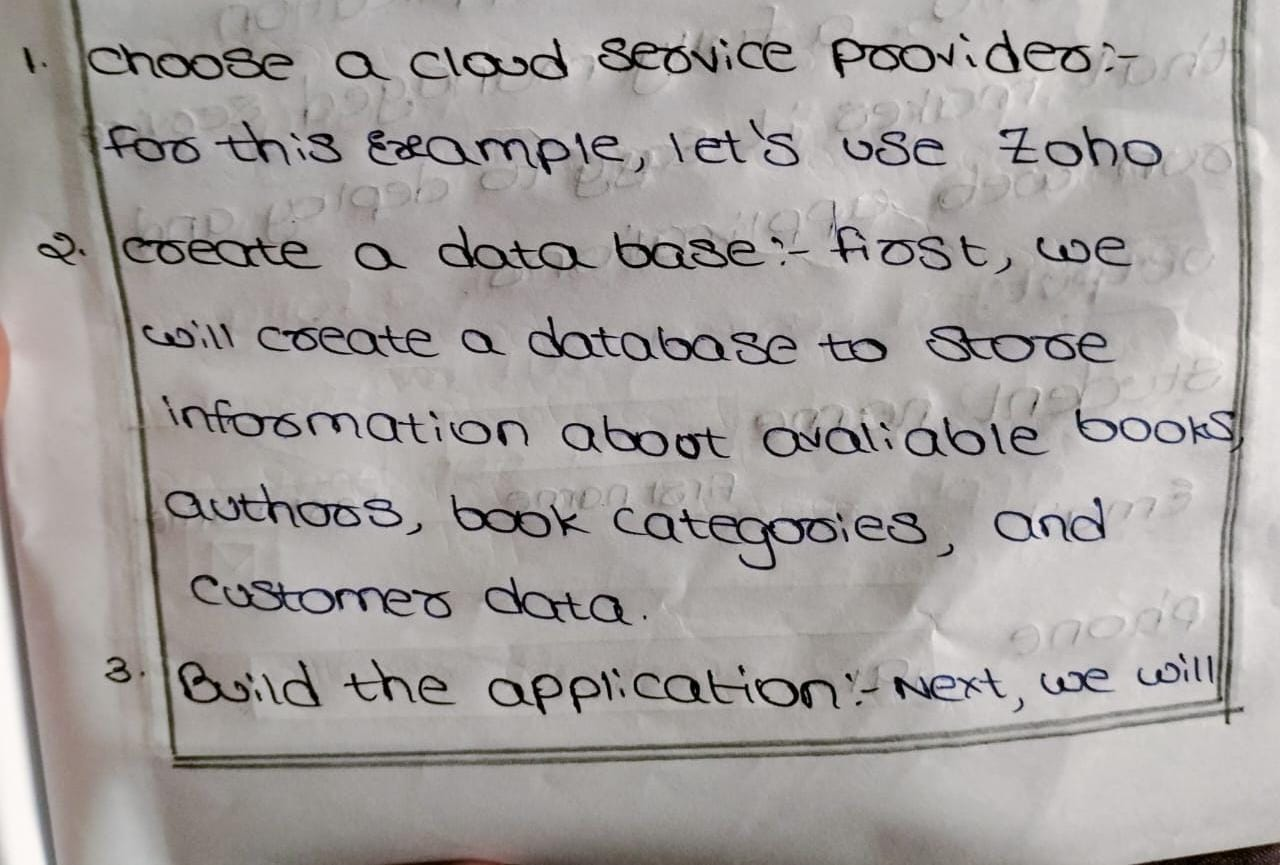 1. Choose a cloud service provider:-
for this Example, let's use Zoho
2. create a data base:- first, we
will create a database to store
information about avaliable books,
authors, book categories, and
customer data.
3. Build the application:- Next, we will